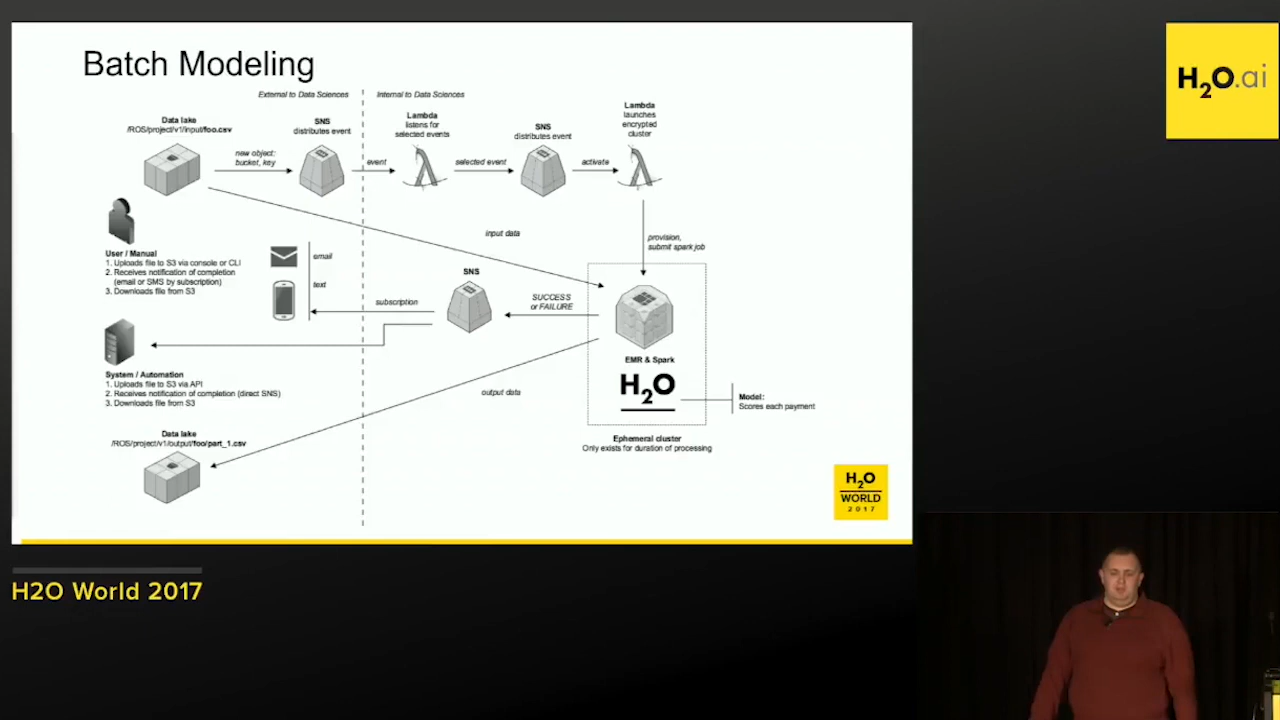 Batch Modeling
External to Data Sciences
Internal to Data Sciences
Data lake
/ROS/project/v1/input/foo.csv
SNS
distributes event
Lambda
listens for
selected events
SNS
distributes event
Lambda
launches
encrypted
cluster
new object:
bucket, key
event
selected event
activate
input data
provision,
submit spark job
User / Manual
1. Uploads file to S3 via console or CLI
2. Receives notification of completion
(email or SMS by subscription)
3. Downloads file from S3
email
text
SNS
subscription
SUCCESS
or FAILURE
EMR & Spark
H2O
System / Automation
1. Uploads file to S3 via API
2. Receives notification of completion (direct SNS)
3. Downloads file from S3
output data
Model:
Scores each payment
Data lake
/ROS/project/v1/output/foo/part_1.csv
Ephemeral cluster
Only exists for duration of processing
H2O
WORLD
2017
H2O.ai
H2O World 2017